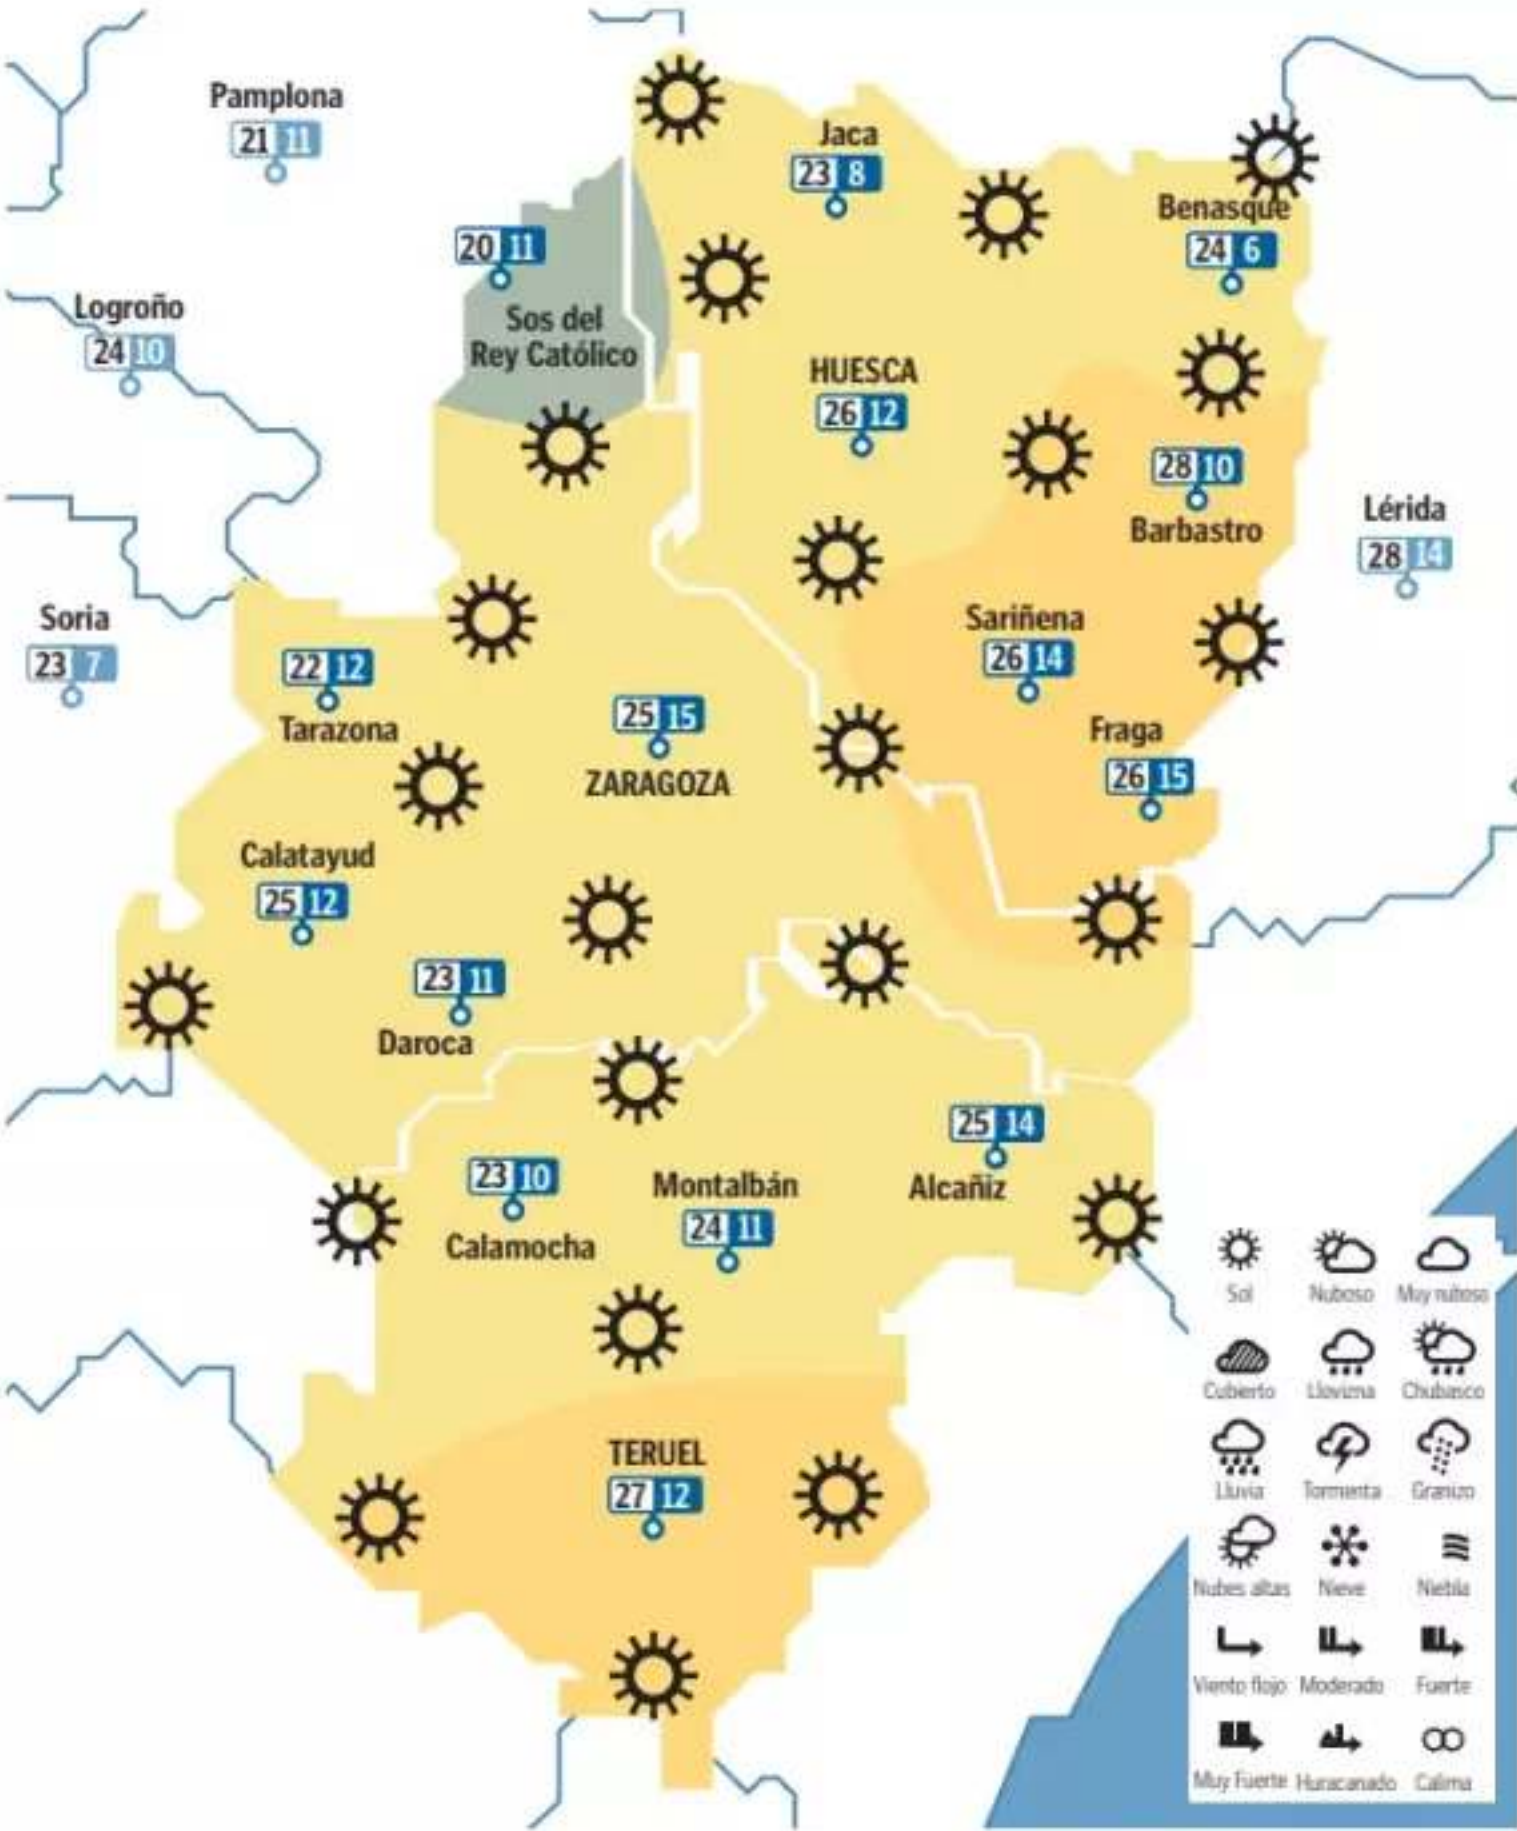 Pamplona
21 11
Jaca
23 8
Benasque
24 6
20 11
Sos del
Rey Católico
Logroño
24 10
HUESCA
26 12
28 10
Barbastro
Lérida
28 14
Soria
23 7
22 12
Tarazona
Sariñena
26 14
25 15
ZARAGOZA
Fraga
26 15
Calatayud
25 12
23 11
Daroca
25 14
Alcañiz
23 10
Calamocha
Montalbán
24 11
TERUEL
27 12
Sol Nuboso Muy nuboso
Cubierto Llovizna Chubasco
Lluvia Tormenta Granizo
Nubes altas Nieve Niebla
Viento flojo Moderado Fuerte
Muy Fuerte Huracanado Calima